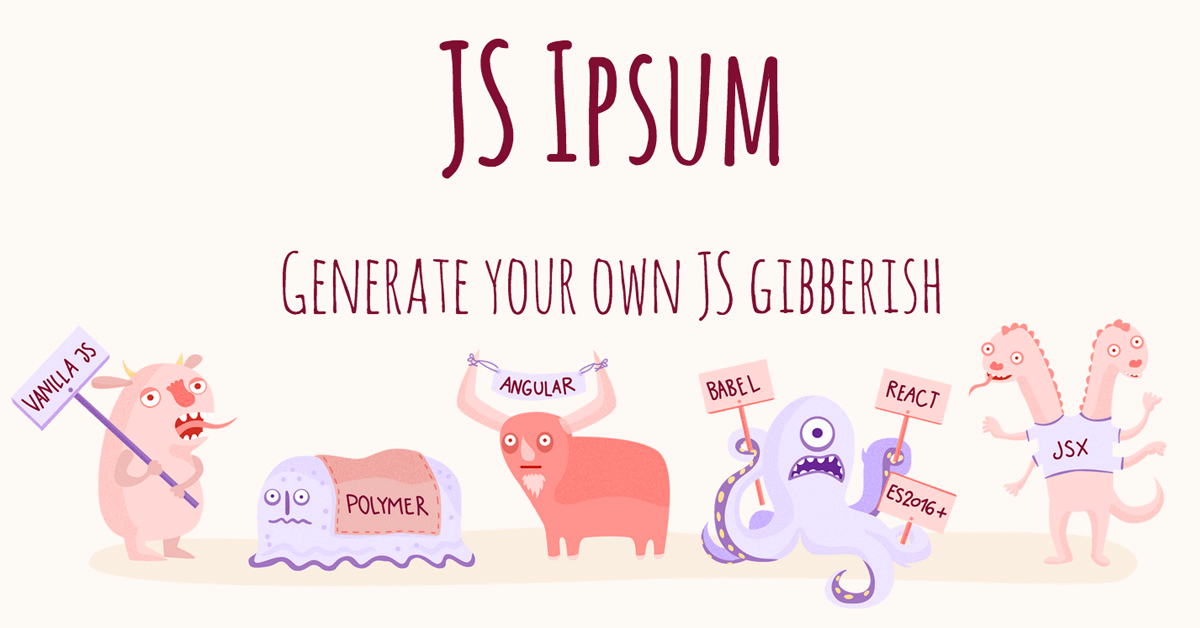 JS Ipsum
Generate your own JS gibberish
VANILLA JS
POLYMER
ANGULAR
BABEL
REACT
ES2016+
JSX